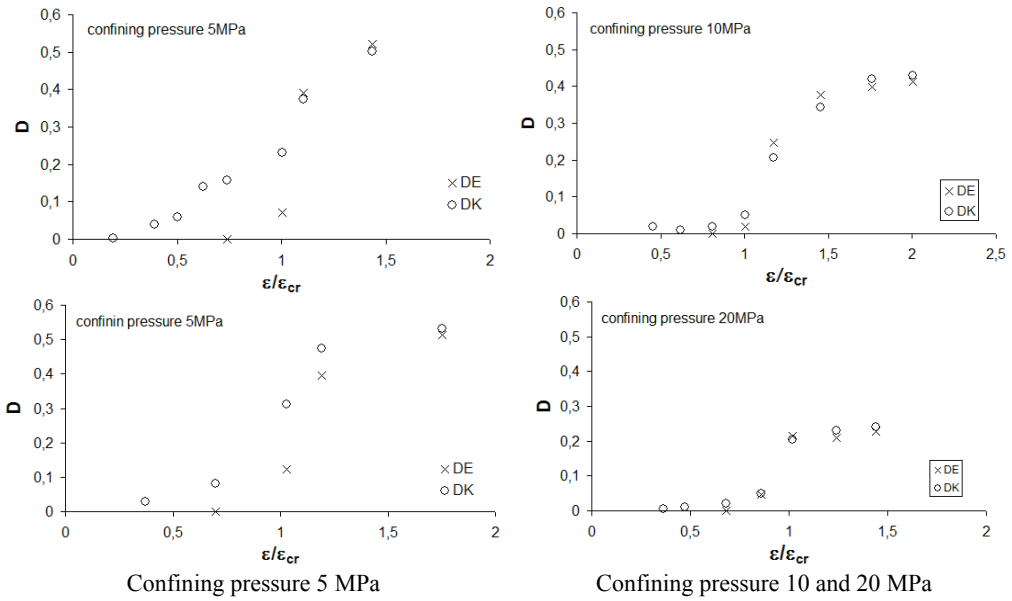 confining pressure 5MPa
0,6
0,5
0,4
0,3
0,2
0,1
0
D
× DE
○ DK
0 0,5 1 1,5 2
ε/εcr
confining pressure 10MPa
0,6
0,5
0,4
0,3
0,2
0,1
0
D
× DE
○ DK
0 0,5 1 1,5 2 2,5
ε/εcr
confinin pressure 5MPa
0,6
0,5
0,4
0,3
0,2
0,1
0
D
× DE
○ DK
0 0,5 1 1,5 2
ε/εcr
confining pressure 20MPa
0,6
0,5
0,4
0,3
0,2
0,1
0
D
× DE
○ DK
0 0,5 1 1,5 2
ε/εcr
Confining pressure 5 MPa
Confining pressure 10 and 20 MPa